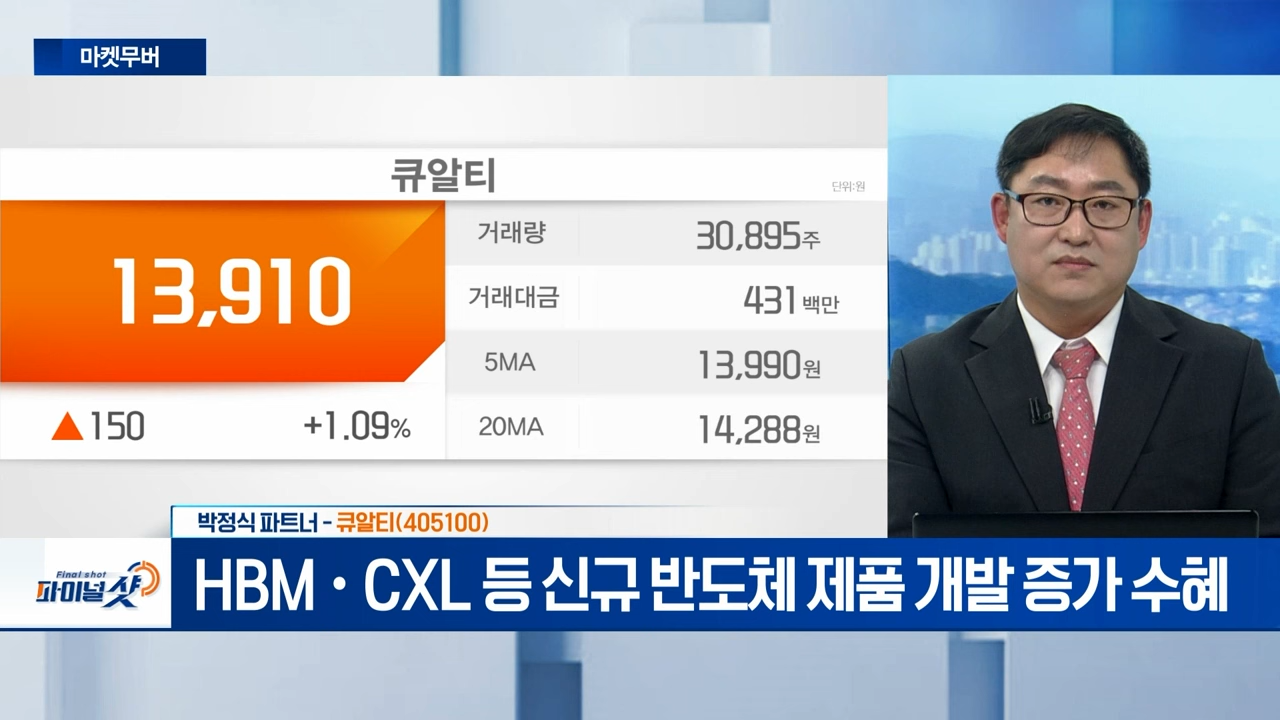 마켓무버
큐알티
단위:원
13,910
▲150 +1.09%
거래량 30,895주
거래대금 431 백만
5MA 13,990원
20MA 14,288원
박정식 파트너 - 큐알티(405100)
Final shot
파이널샷
HBM · CXL 등 신규 반도체 제품 개발 증가 수혜